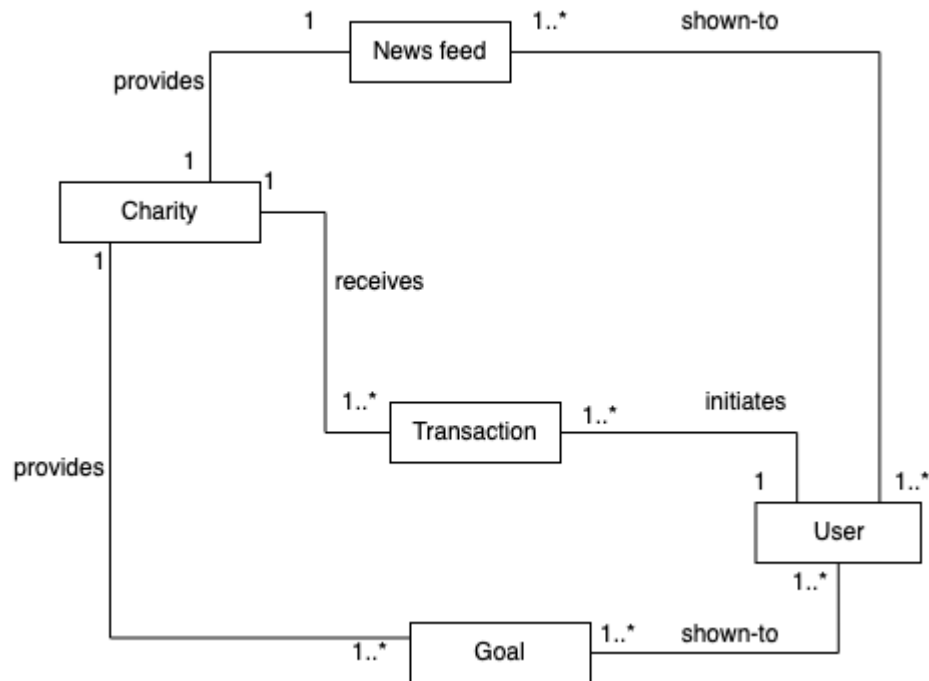 1
1..*
shown-to
News feed
provides
1
1
Charity
1
receives
1..*
1..*
initiates
Transaction
provides
1
1..*
User
1..*
1..*
1..*
shown-to
Goal